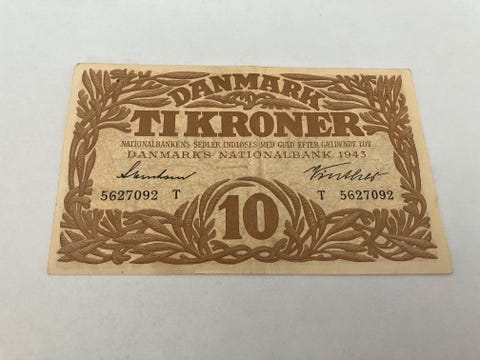 DANMARK
TI KRONER
NATIONALBANKENS SEDLER INDLØSES MED GULD EFTER GÆLDENDE LOV
DANMARKS NATIONALBANK 1943
5627092 T T 5627092
10